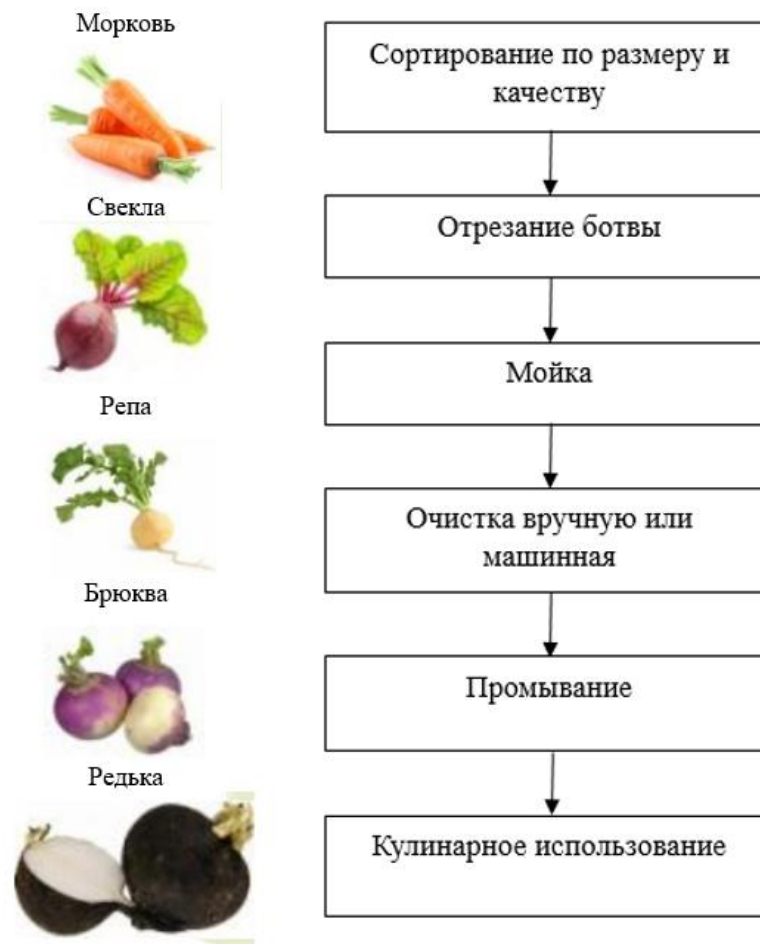 Морковь
Свекла
Репа
Брюква
Редька
Сортирование по размеру и
качеству
Отрезание ботвы
Мойка
Очистка вручную или
машинная
Промывание
Кулинарное использование